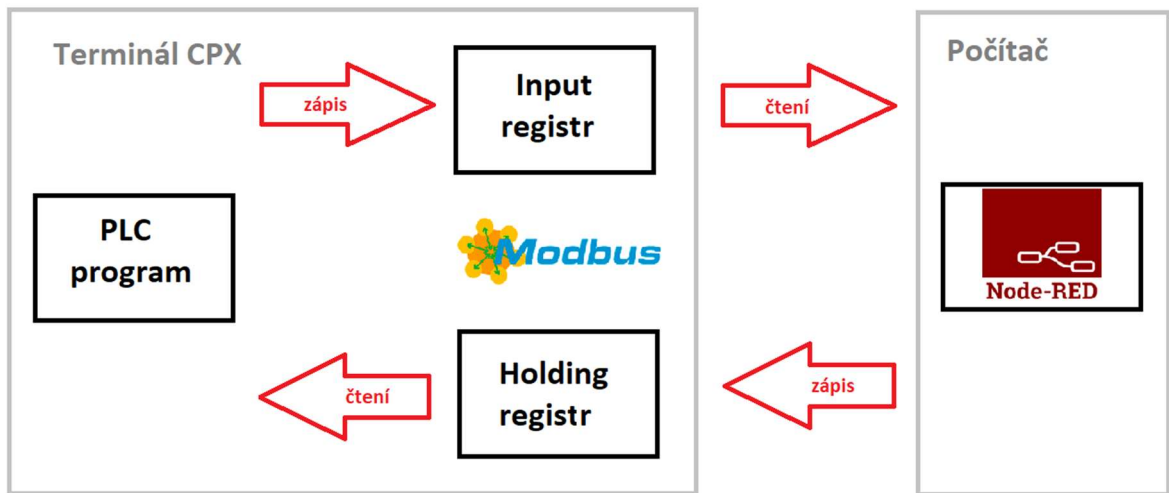 Terminál CPX
Počítač
zápis
Input
registr
čtení
PLC
program
Modbus
Node-RED
čtení
Holding
registr
zápis